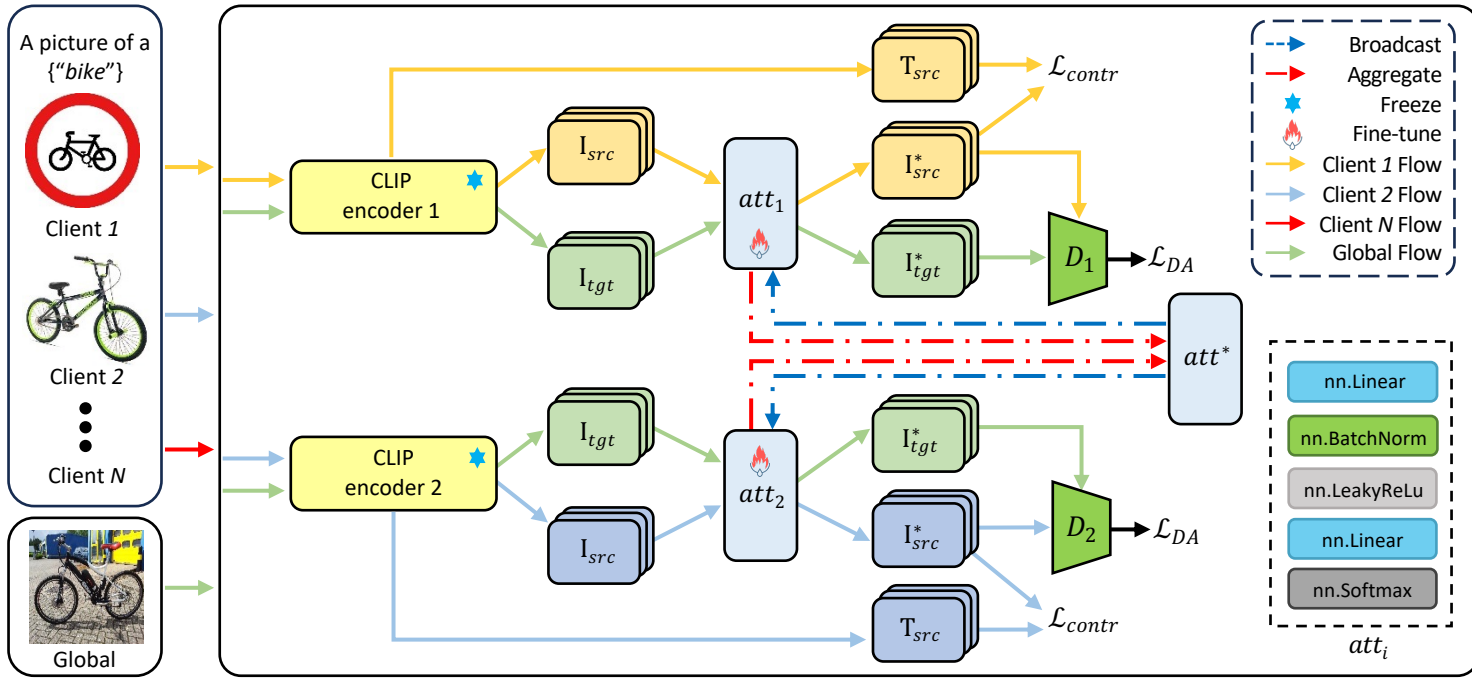 A picture of a
{“bike”}
Client 1
Client 2
Client N
Global
CLIP
encoder 1
I_src
I_tgt
T_src
att_1
I*_src
I*_tgt
ℒ_contr
D_1
ℒ_DA
att*
CLIP
encoder 2
I_tgt
I_src
att_2
I*_tgt
I*_src
T_src
D_2
ℒ_DA
ℒ_contr
Broadcast
Aggregate
Freeze
Fine-tune
Client 1 Flow
Client 2 Flow
Client N Flow
Global Flow
nn.Linear
nn.BatchNorm
nn.LeakyReLu
nn.Linear
nn.Softmax
att_i